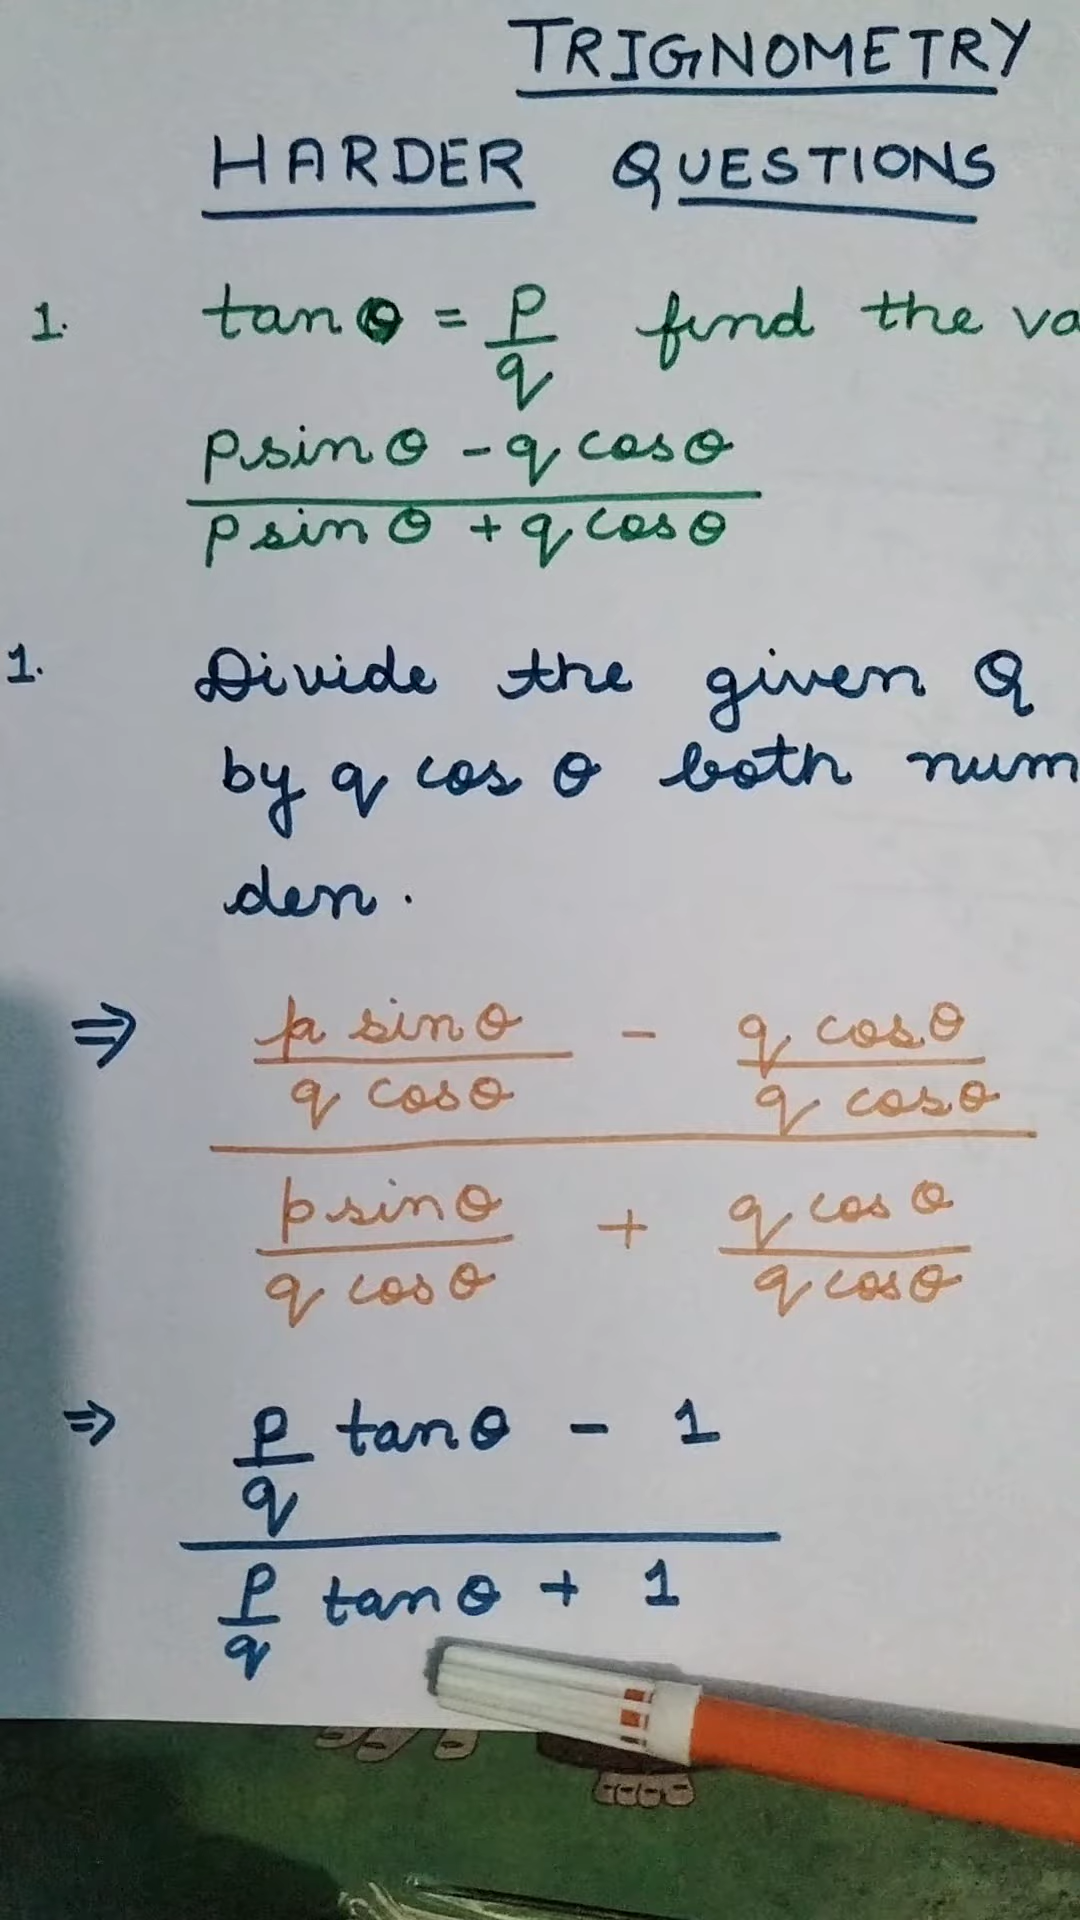 TRIGNOMETRY
HARDER QUESTIONS
1. tan θ = p/q find the
p sin θ - q cos θ
p sin θ + q cos θ
1. Divide the given Q
by q cos θ both num
den.
⇒ p sin θ / q cos θ - q cos θ / q cos θ
p sin θ / q cos θ + q cos θ / q cos θ
⇒ p/q tan θ - 1
p/q tan θ + 1